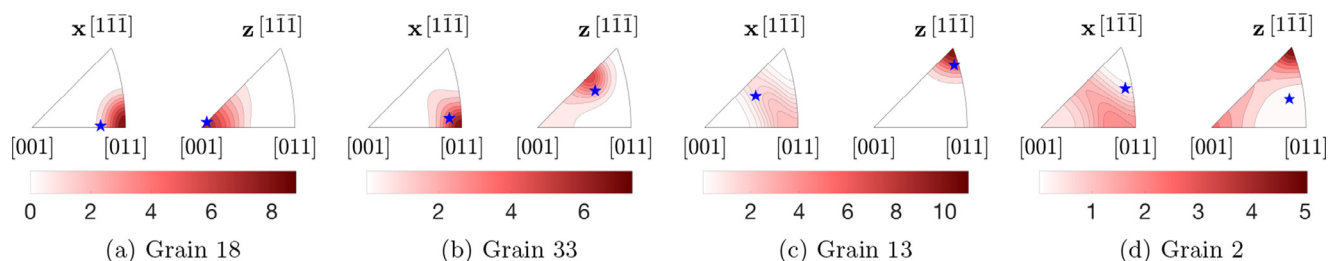 x [11̄1̄] z [11̄1̄] x [11̄1̄] z [11̄1̄] x [11̄1̄] z [11̄1̄] x [11̄1̄] z [11̄1̄]
[001] [011] [001] [011] [001] [011] [001] [011] [001] [011] [001] [011] [001] [011] [001] [011]
0 2 4 6 8 2 4 6 2 4 6 8 10 1 2 3 4 5
(a) Grain 18 (b) Grain 33 (c) Grain 13 (d) Grain 2